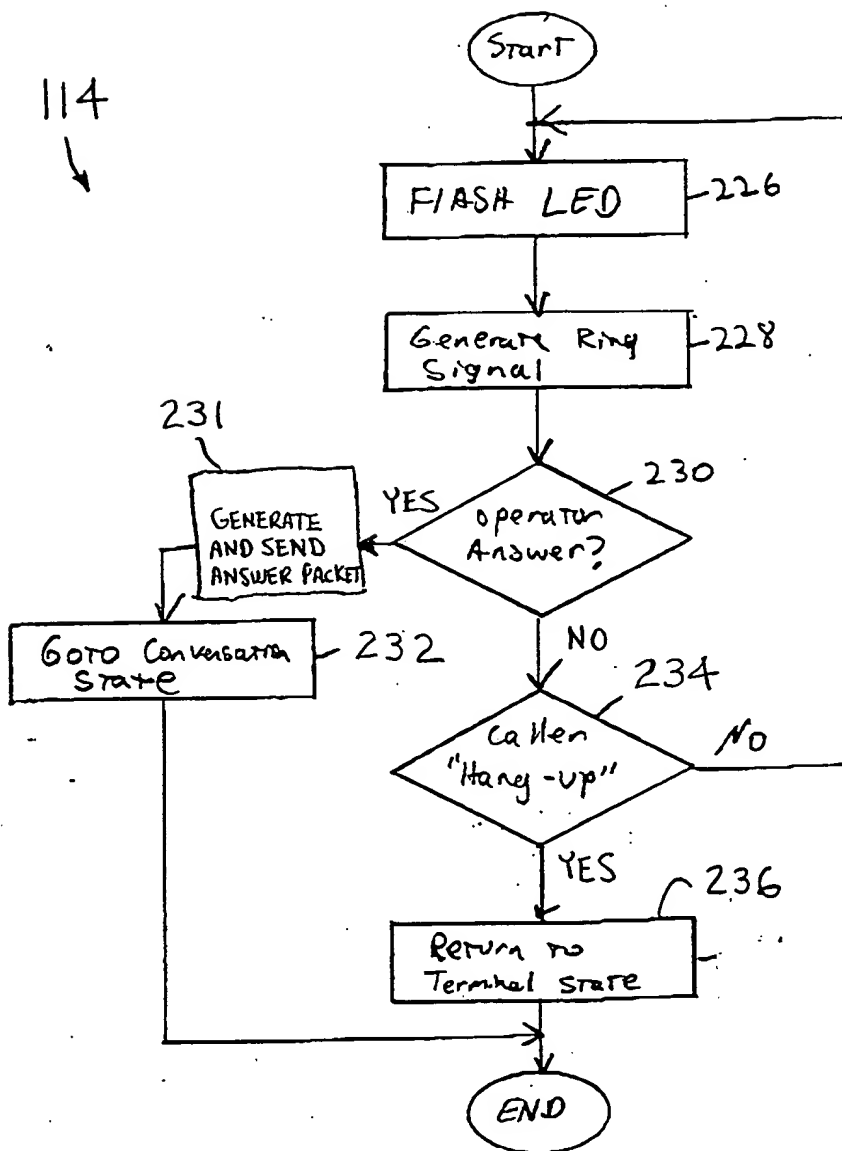 Start
114
FLASH LED
226
Generate Ring
Signal
228
231
230
YES
operator
Answer?
GENERATE
AND SEND
ANSWER PACKET
NO
Goto Conversation
State
232
234
Caller
"Hang-up"
NO
YES
236
Return to
Terminal State
END